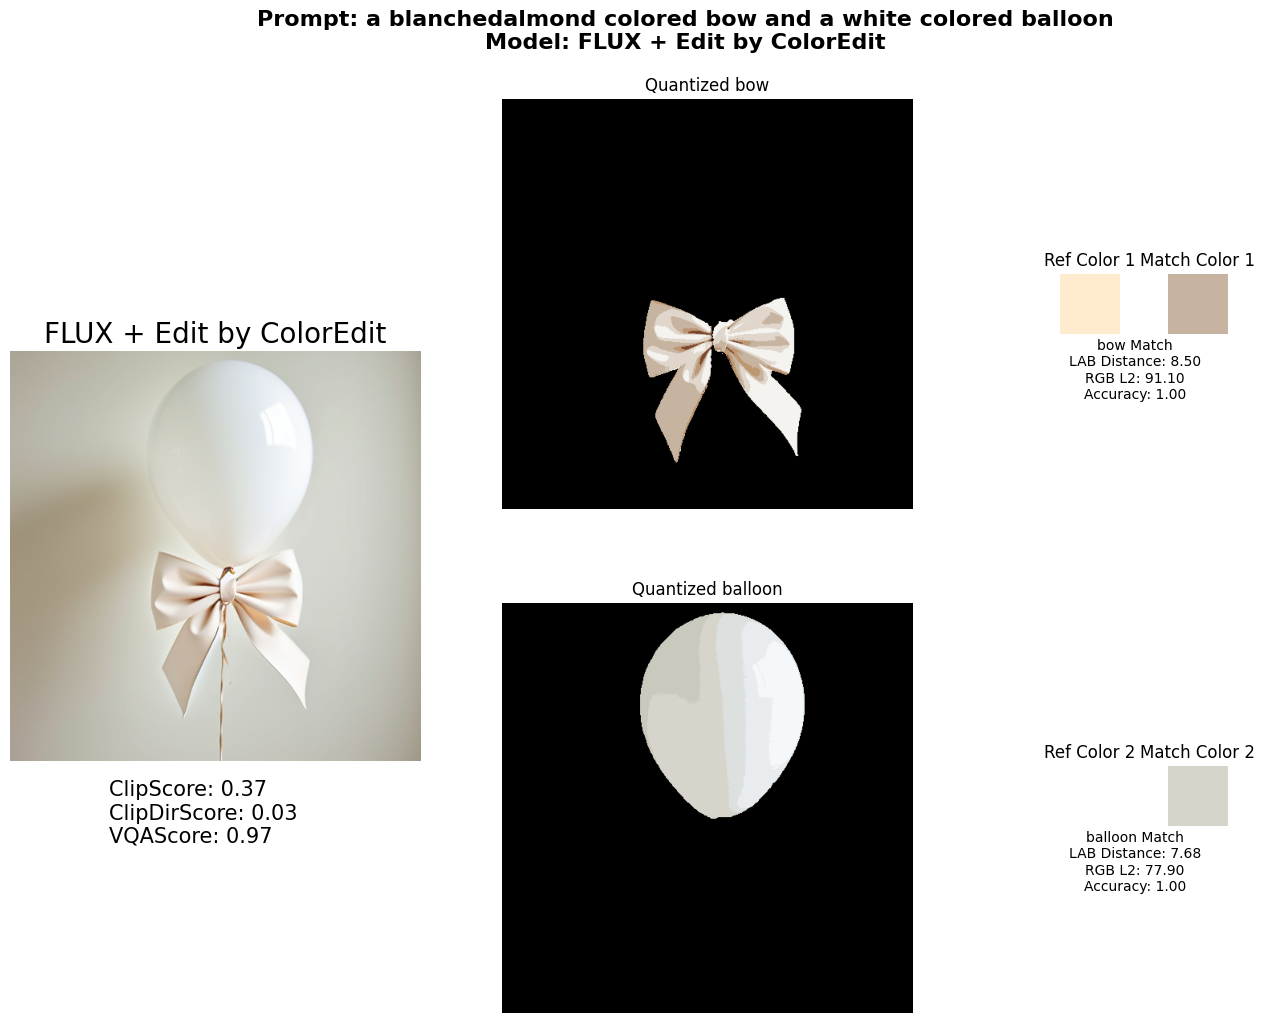 Prompt: a blanchedalmond colored bow and a white colored balloon
Model: FLUX + Edit by ColorEdit
Quantized bow
FLUX + Edit by ColorEdit
ClipScore: 0.37
ClipDirScore: 0.03
VQAScore: 0.97
Ref Color 1 Match Color 1
bow Match
LAB Distance: 8.50
RGB L2: 91.10
Accuracy: 1.00
Quantized balloon
Ref Color 2 Match Color 2
balloon Match
LAB Distance: 7.68
RGB L2: 77.90
Accuracy: 1.00